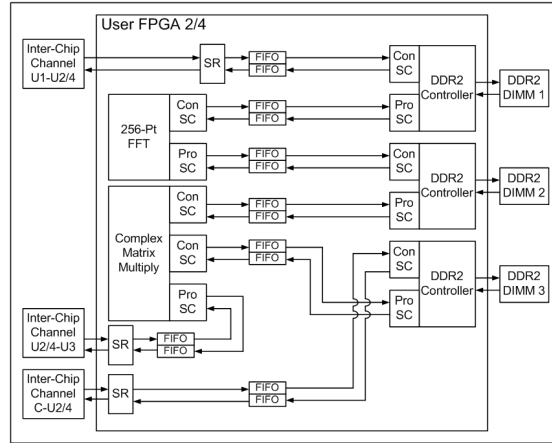 User FPGA 2/4
Inter-Chip
Channel
U1-U2/4
SR
FIFO
FIFO
Con
SC
DDR2
Controller
DDR2
DIMM 1
256-Pt
FFT
Con
SC
FIFO
FIFO
Pro
SC
Pro
SC
FIFO
FIFO
Con
SC
DDR2
Controller
DDR2
DIMM 2
Complex
Matrix
Multiply
Con
SC
FIFO
FIFO
Pro
SC
Con
SC
FIFO
FIFO
Con
SC
DDR2
Controller
DDR2
DIMM 3
Pro
SC
Pro
SC
Inter-Chip
Channel
U2/4-U3
SR
FIFO
FIFO
Inter-Chip
Channel
C-U2/4
SR
FIFO
FIFO